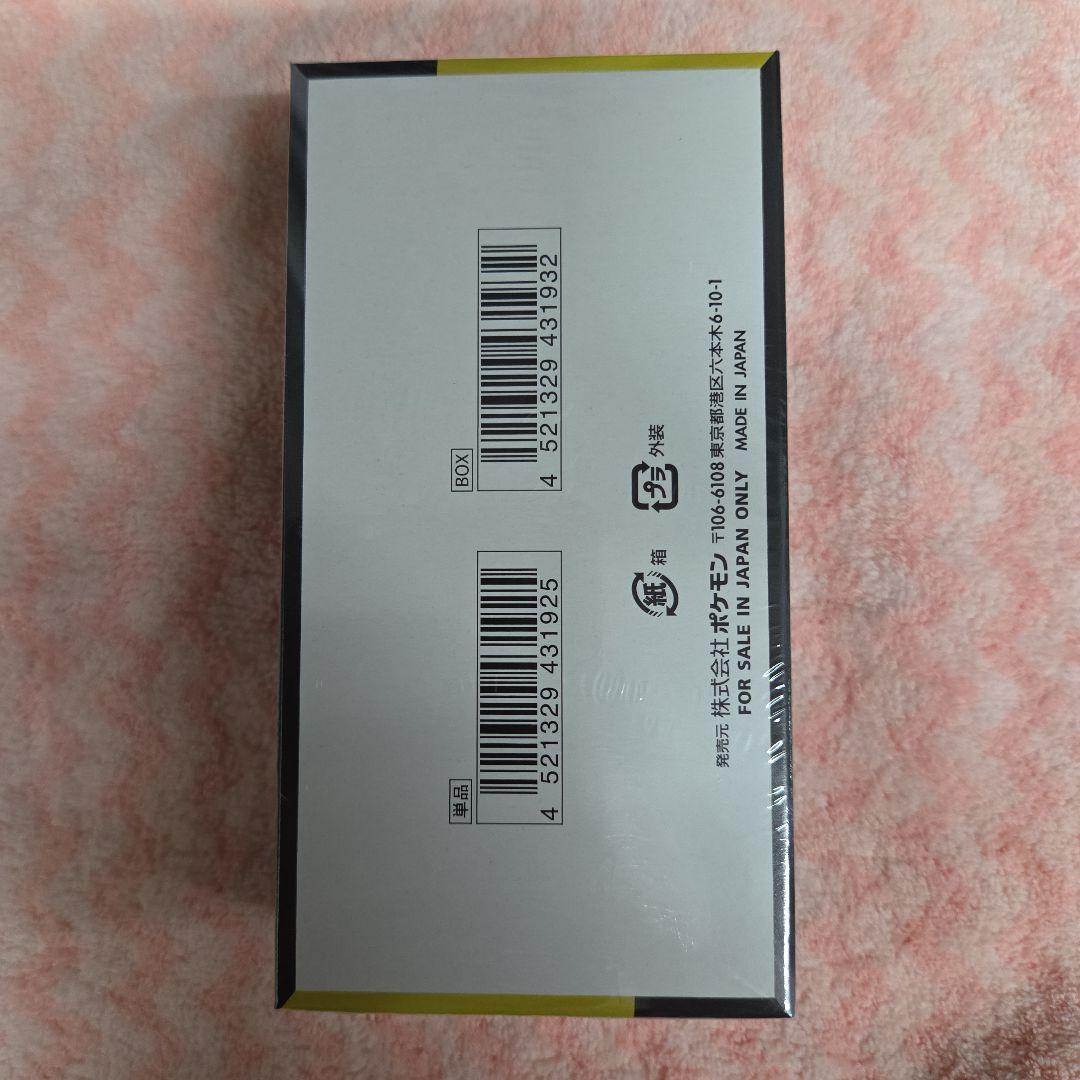 単品
4 521329 431925
BOX
4 521329 431932
紙 箱
プラ 外装
発売元 株式会社 ポケモン 〒106-6108 東京都港区六本木6-10-1
FOR SALE IN JAPAN ONLY MADE IN JAPAN